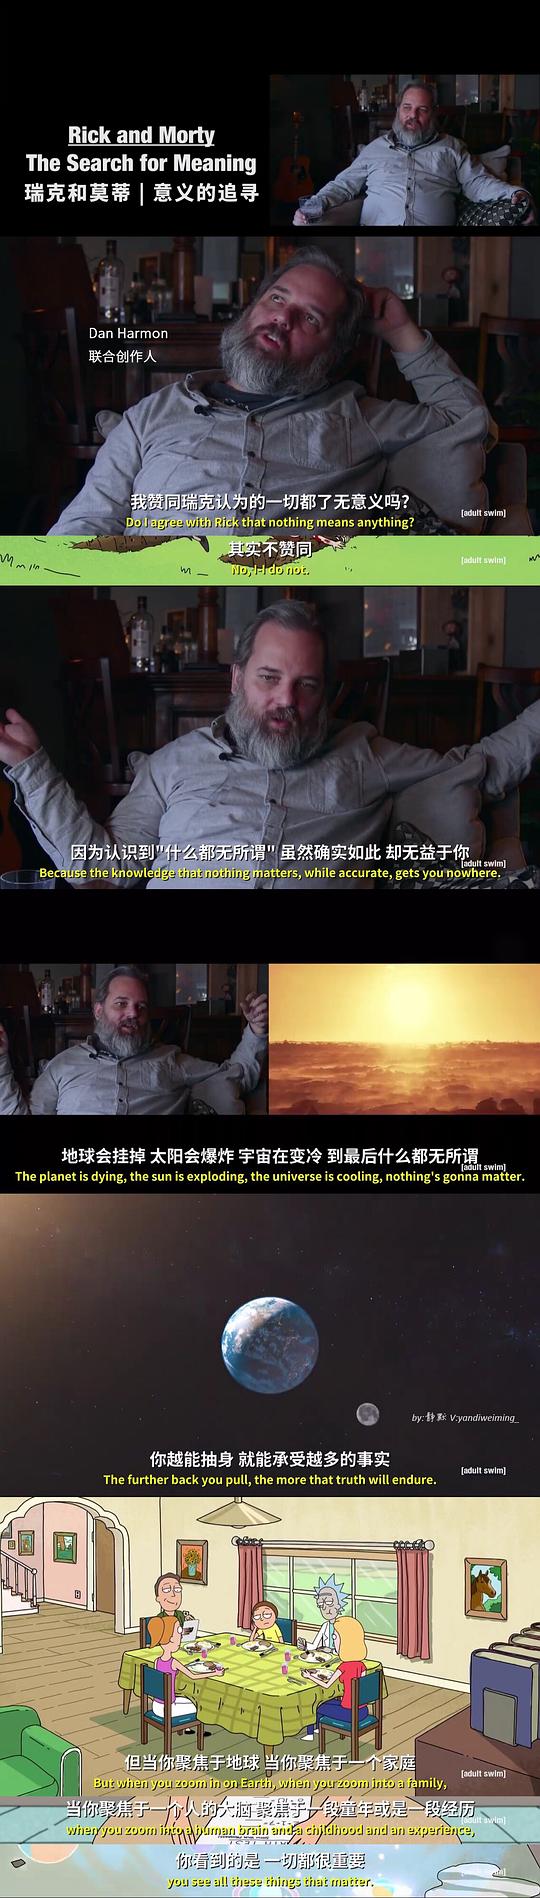 Rick and Morty
The Search for Meaning
瑞克和莫蒂 | 意义的追寻
Dan Harmon
联合创作人
我赞同瑞克认为的一切都了无意义吗?
Do I agree with Rick that nothing means anything?
[adult swim]
其实不赞同
No, I-I do not.
[adult swim]
因为认识到"什么都无所谓" 虽然确实如此 却无益于你
[adult swim]
Because the knowledge that nothing matters, while accurate, gets you nowhere.
地球会挂掉 太阳会爆炸 宇宙在变冷 到最后什么都无所谓
[adult swim]
The planet is dying, the sun is exploding, the universe is cooling, nothing's gonna matter.
by:静默 V:yandiweiming_
你越能抽身 就能承受越多的事实
The further back you pull, the more that truth will endure.
[adult swim]
但当你聚焦于地球 当你聚焦于一个家庭
But when you zoom in on Earth, when you zoom into a family,
[adult swim]
当你聚焦于一个人的大脑 聚焦于一段童年或是一段经历
when you zoom into a human brain and a childhood and an experience,
[adult swim]
你看到的是 一切都很重要
you see all these things that matter.